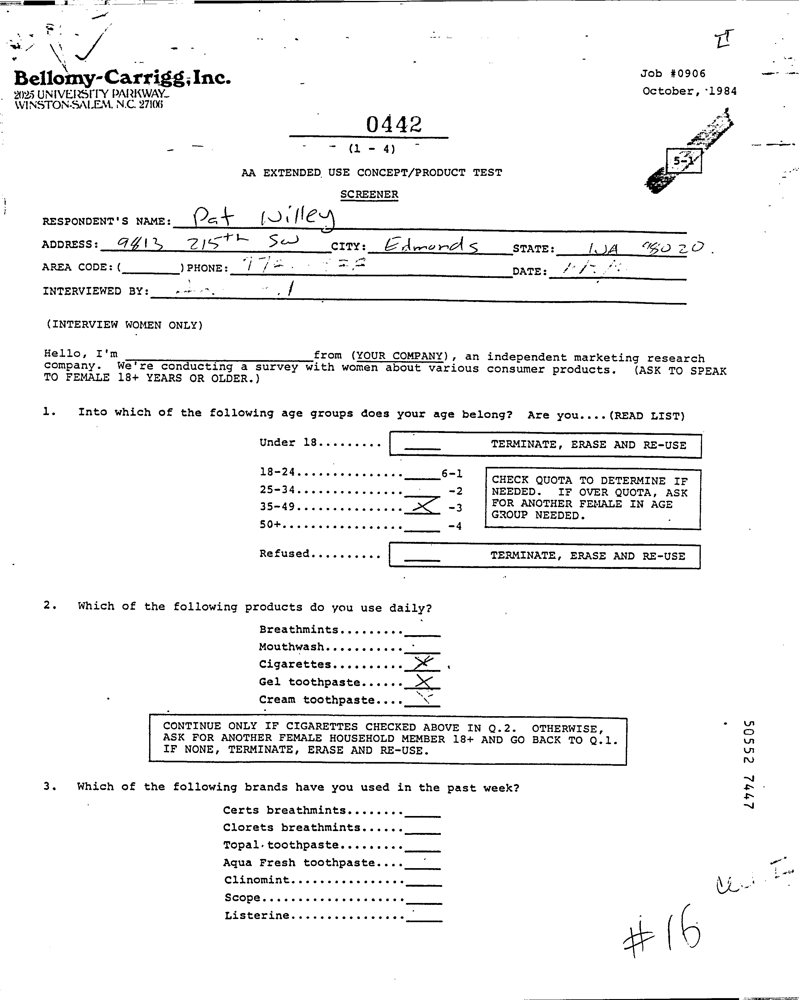 II
Bellomy-Carrigg, Inc.
2025 UNIVERSITY PARKWAY
WINSTON-SALEM, N.C. 27106
Job #0906
October, 1984
0442
(1 - 4)
5-1
AA EXTENDED USE CONCEPT/PRODUCT TEST
SCREENER
RESPONDENT'S NAME: Pat Willey
ADDRESS: 9813 215th SW CITY: Edmonds STATE: WA 98020.
AREA CODE:(______)PHONE: DATE:
INTERVIEWED BY:
(INTERVIEW WOMEN ONLY)
Hello, I'm ______ from (YOUR COMPANY), an independent marketing research
company. We're conducting a survey with women about various consumer products. (ASK TO SPEAK
TO FEMALE 18+ YEARS OR OLDER.)
1. Into which of the following age groups does your age belong? Are you....(READ LIST)
Under 18......... ____ TERMINATE, ERASE AND RE-USE
18-24...............____6-1
25-34...............____ -2
35-49...............X -3
50+.................____ -4
CHECK QUOTA TO DETERMINE IF
NEEDED. IF OVER QUOTA, ASK
FOR ANOTHER FEMALE IN AGE
GROUP NEEDED.
Refused.......... ____ TERMINATE, ERASE AND RE-USE
2. Which of the following products do you use daily?
Breathmints.........____
Mouthwash...........____
Cigarettes..........X
Gel toothpaste......X
Cream toothpaste....
CONTINUE ONLY IF CIGARETTES CHECKED ABOVE IN Q.2. OTHERWISE,
ASK FOR ANOTHER FEMALE HOUSEHOLD MEMBER 18+ AND GO BACK TO Q.1.
IF NONE, TERMINATE, ERASE AND RE-USE.
3. Which of the following brands have you used in the past week?
Certs breathmints........____
Clorets breathmints......____
Topal toothpaste.........____
Aqua Fresh toothpaste....____
Clinomint................____
Scope....................____
Listerine................____
50552 7447
#16